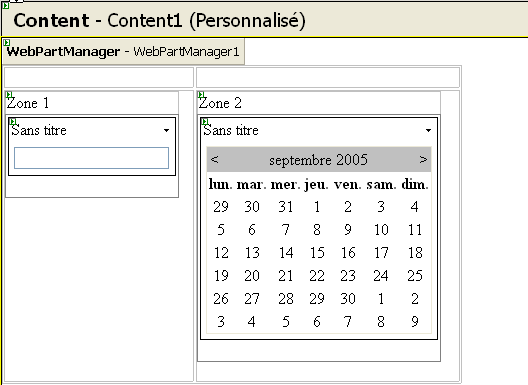 Content - Content1 (Personnalisé)
WebPartManager - WebPartManager1
Zone 1
Sans titre
Zone 2
Sans titre
< septembre 2005 >
lun. mar. mer. jeu. ven. sam. dim.
29 30 31 1 2 3 4
5 6 7 8 9 10 11
12 13 14 15 16 17 18
19 20 21 22 23 24 25
26 27 28 29 30 1 2
3 4 5 6 7 8 9